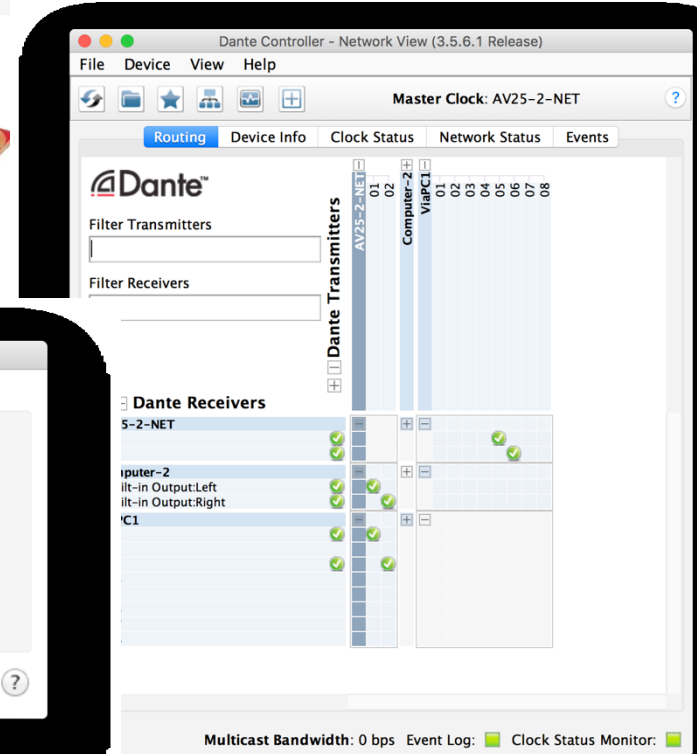 Dante Controller - Network View (3.5.6.1 Release)
File Device View Help
Master Clock: AV25-2-NET
?
Routing Device Info Clock Status Network Status Events
Dante™
Filter Transmitters
Filter Receivers
Dante Transmitters
AV25-2-NET
01
02
Computer-2
ViaPC1
01
02
03
04
05
06
07
08
Dante Receivers
5-2-NET
puter-2
ilt-in Output:Left
ilt-in Output:Right
PC1
?
Multicast Bandwidth: 0 bps Event Log: Clock Status Monitor: